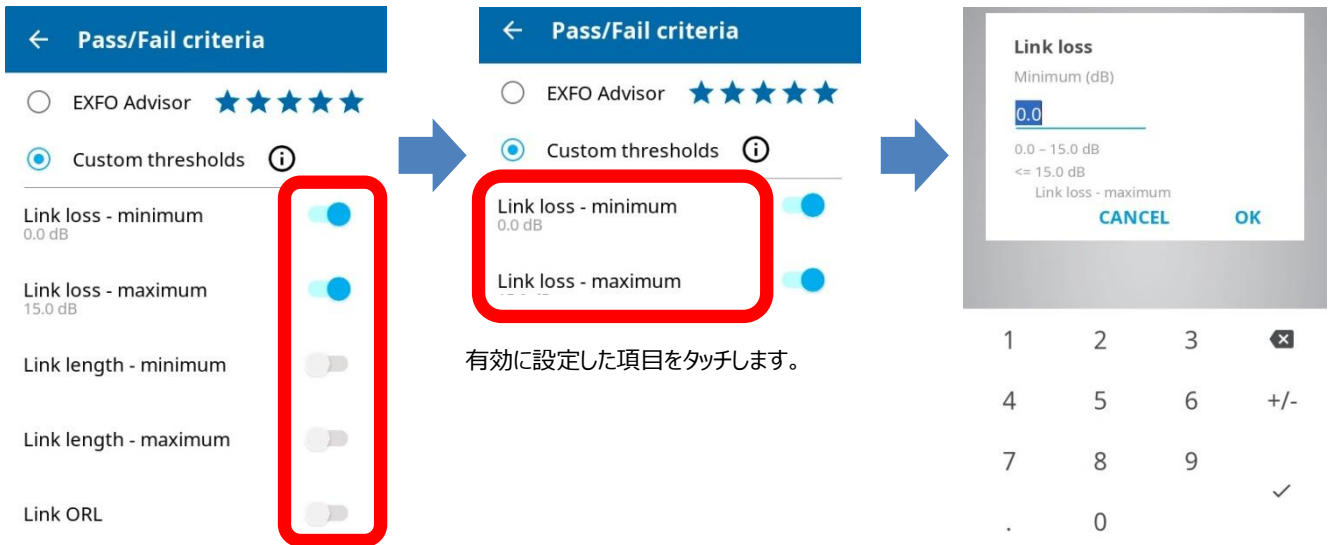 ← Pass/Fail criteria
EXFO Advisor ★★★★★
Custom thresholds ⓘ
Link loss - minimum
0.0 dB
Link loss - maximum
15.0 dB
Link length - minimum
Link length - maximum
Link ORL
← Pass/Fail criteria
EXFO Advisor ★★★★★
Custom thresholds ⓘ
Link loss - minimum
0.0 dB
Link loss - maximum
有効に設定した項目をタッチします。
Link loss
Minimum (dB)
0.0
0.0 – 15.0 dB
<= 15.0 dB
Link loss - maximum
CANCEL OK
1 2 3
4 5 6 +/-
7 8 9
. 0